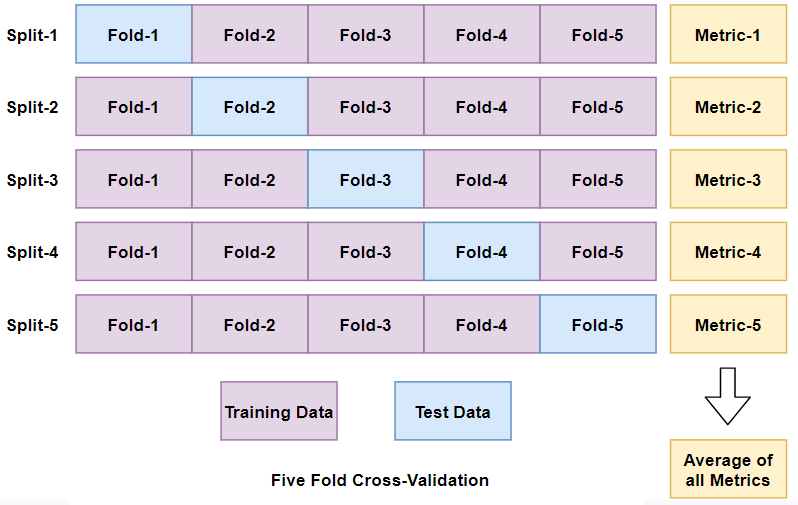 Split-1 Fold-1 Fold-2 Fold-3 Fold-4 Fold-5 Metric-1
Split-2 Fold-1 Fold-2 Fold-3 Fold-4 Fold-5 Metric-2
Split-3 Fold-1 Fold-2 Fold-3 Fold-4 Fold-5 Metric-3
Split-4 Fold-1 Fold-2 Fold-3 Fold-4 Fold-5 Metric-4
Split-5 Fold-1 Fold-2 Fold-3 Fold-4 Fold-5 Metric-5
Training Data Test Data
Average of
all Metrics
Five Fold Cross-Validation